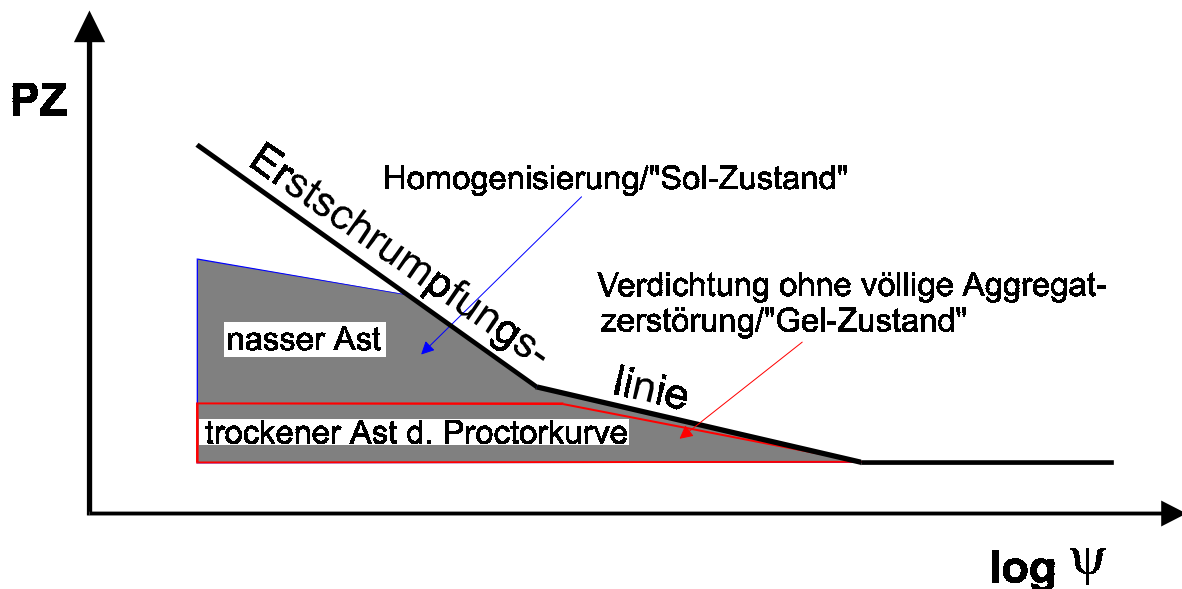 PZ
Erstschrumpfungs-
linie
Homogenisierung/"Sol-Zustand"
Verdichtung ohne völlige Aggregat-
zerstörung/"Gel-Zustand"
nasser Ast
trockener Ast d. Proctorkurve
log Ψ